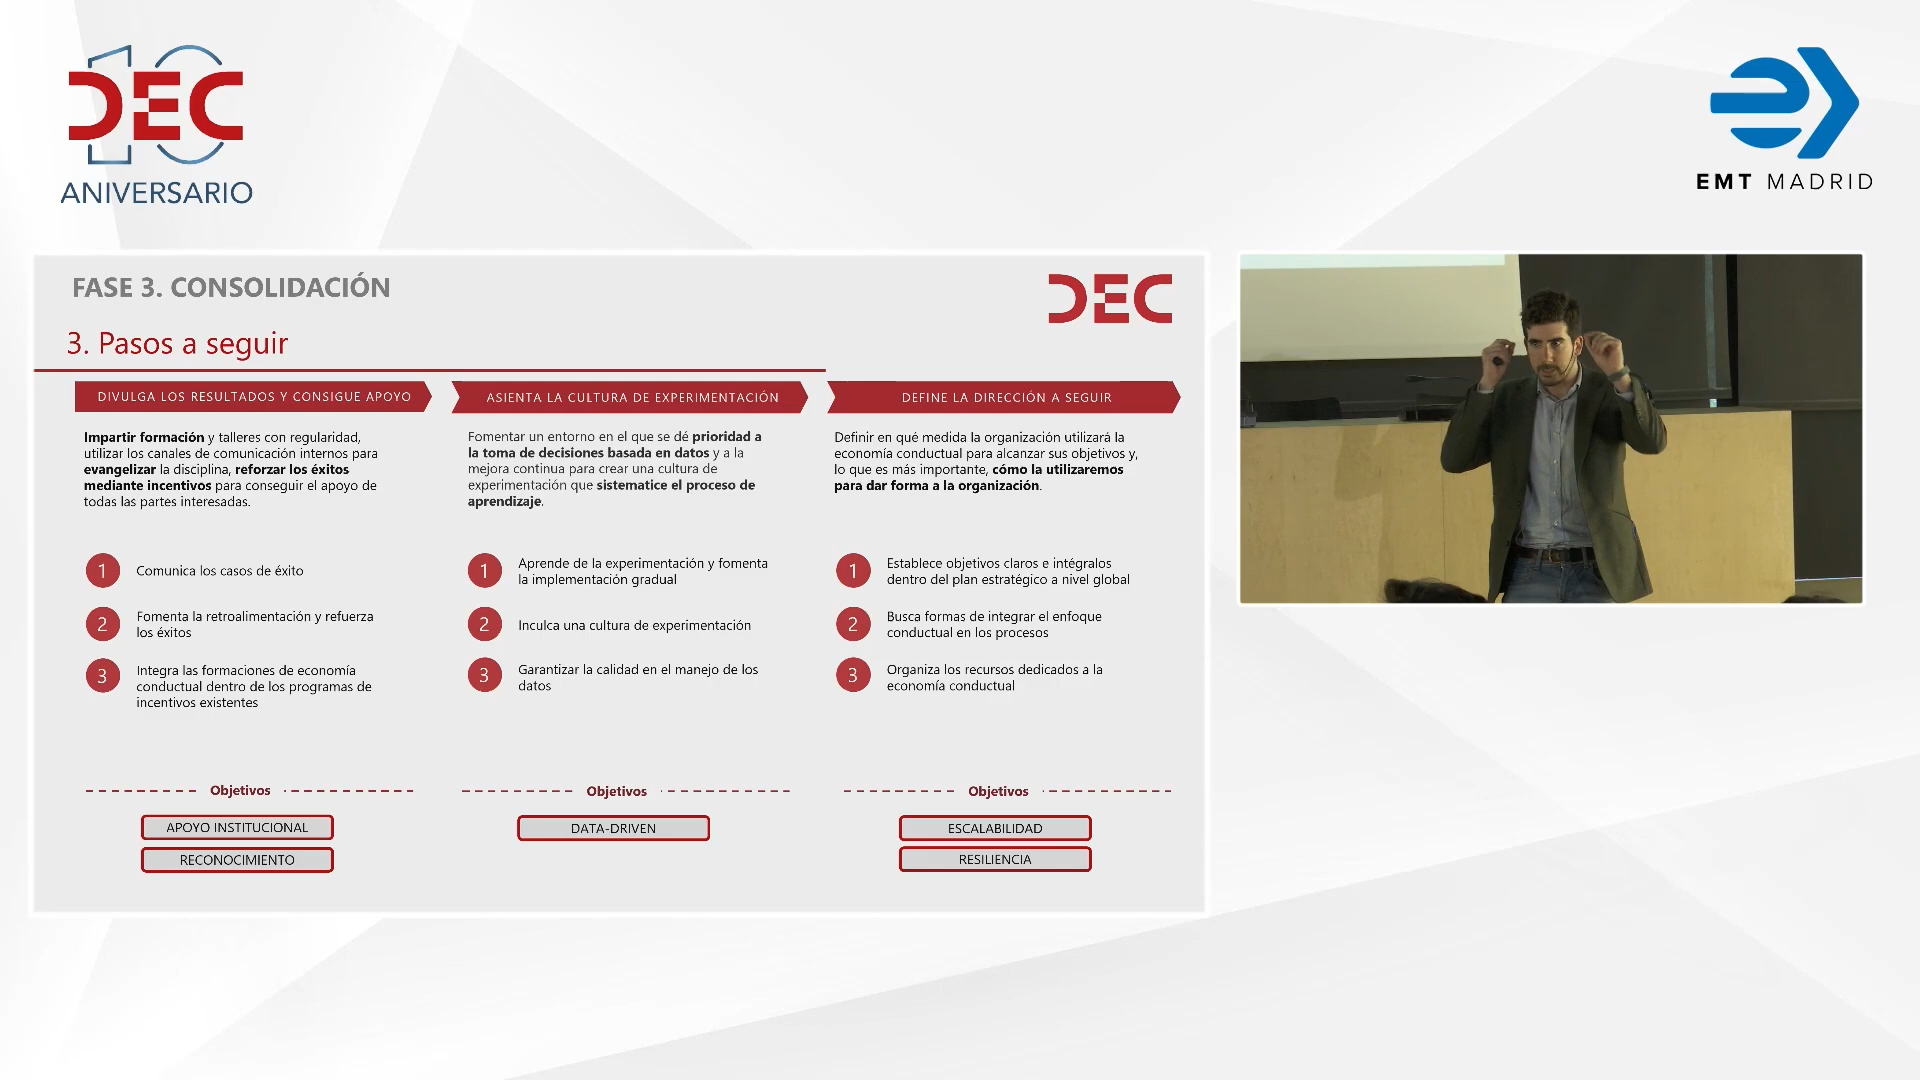 10
DEC
ANIVERSARIO
EMT MADRID
FASE 3. CONSOLIDACIÓN
DEC
3. Pasos a seguir
DIVULGA LOS RESULTADOS Y CONSIGUE APOYO
Impartir formación y talleres con regularidad,
utilizar los canales de comunicación internos para
evangelizar la disciplina, reforzar los éxitos
mediante incentivos para conseguir el apoyo de
todas las partes interesadas.
1 Comunica los casos de éxito
2 Fomenta la retroalimentación y refuerza
los éxitos
3 Integra las formaciones de economía
conductual dentro de los programas de
incentivos existentes
Objetivos
APOYO INSTITUCIONAL
RECONOCIMIENTO
ASIENTA LA CULTURA DE EXPERIMENTACIÓN
Fomentar un entorno en el que se dé prioridad a
la toma de decisiones basada en datos y a la
mejora continua para crear una cultura de
experimentación que sistematice el proceso de
aprendizaje.
1 Aprende de la experimentación y fomenta
la implementación gradual
2 Inculca una cultura de experimentación
3 Garantizar la calidad en el manejo de los
datos
Objetivos
DATA-DRIVEN
DEFINE LA DIRECCIÓN A SEGUIR
Definir en qué medida la organización utilizará la
economía conductual para alcanzar sus objetivos y,
lo que es más importante, cómo la utilizaremos
para dar forma a la organización.
1 Establece objetivos claros e intégralos
dentro del plan estratégico a nivel global
2 Busca formas de integrar el enfoque
conductual en los procesos
3 Organiza los recursos dedicados a la
economía conductual
Objetivos
ESCALABILIDAD
RESILIENCIA